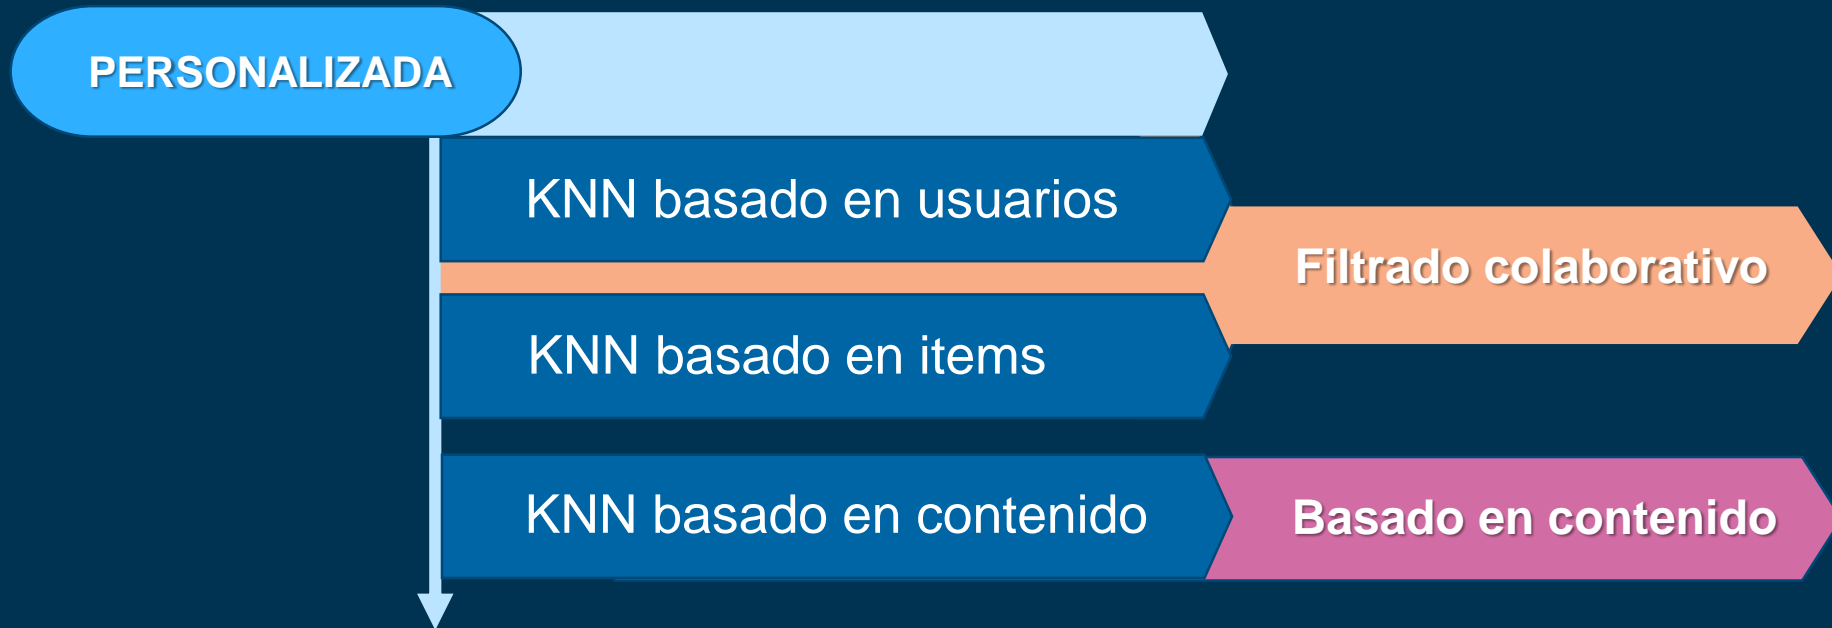 PERSONALIZADA
KNN basado en usuarios
Filtrado colaborativo
KNN basado en items
KNN basado en contenido
Basado en contenido